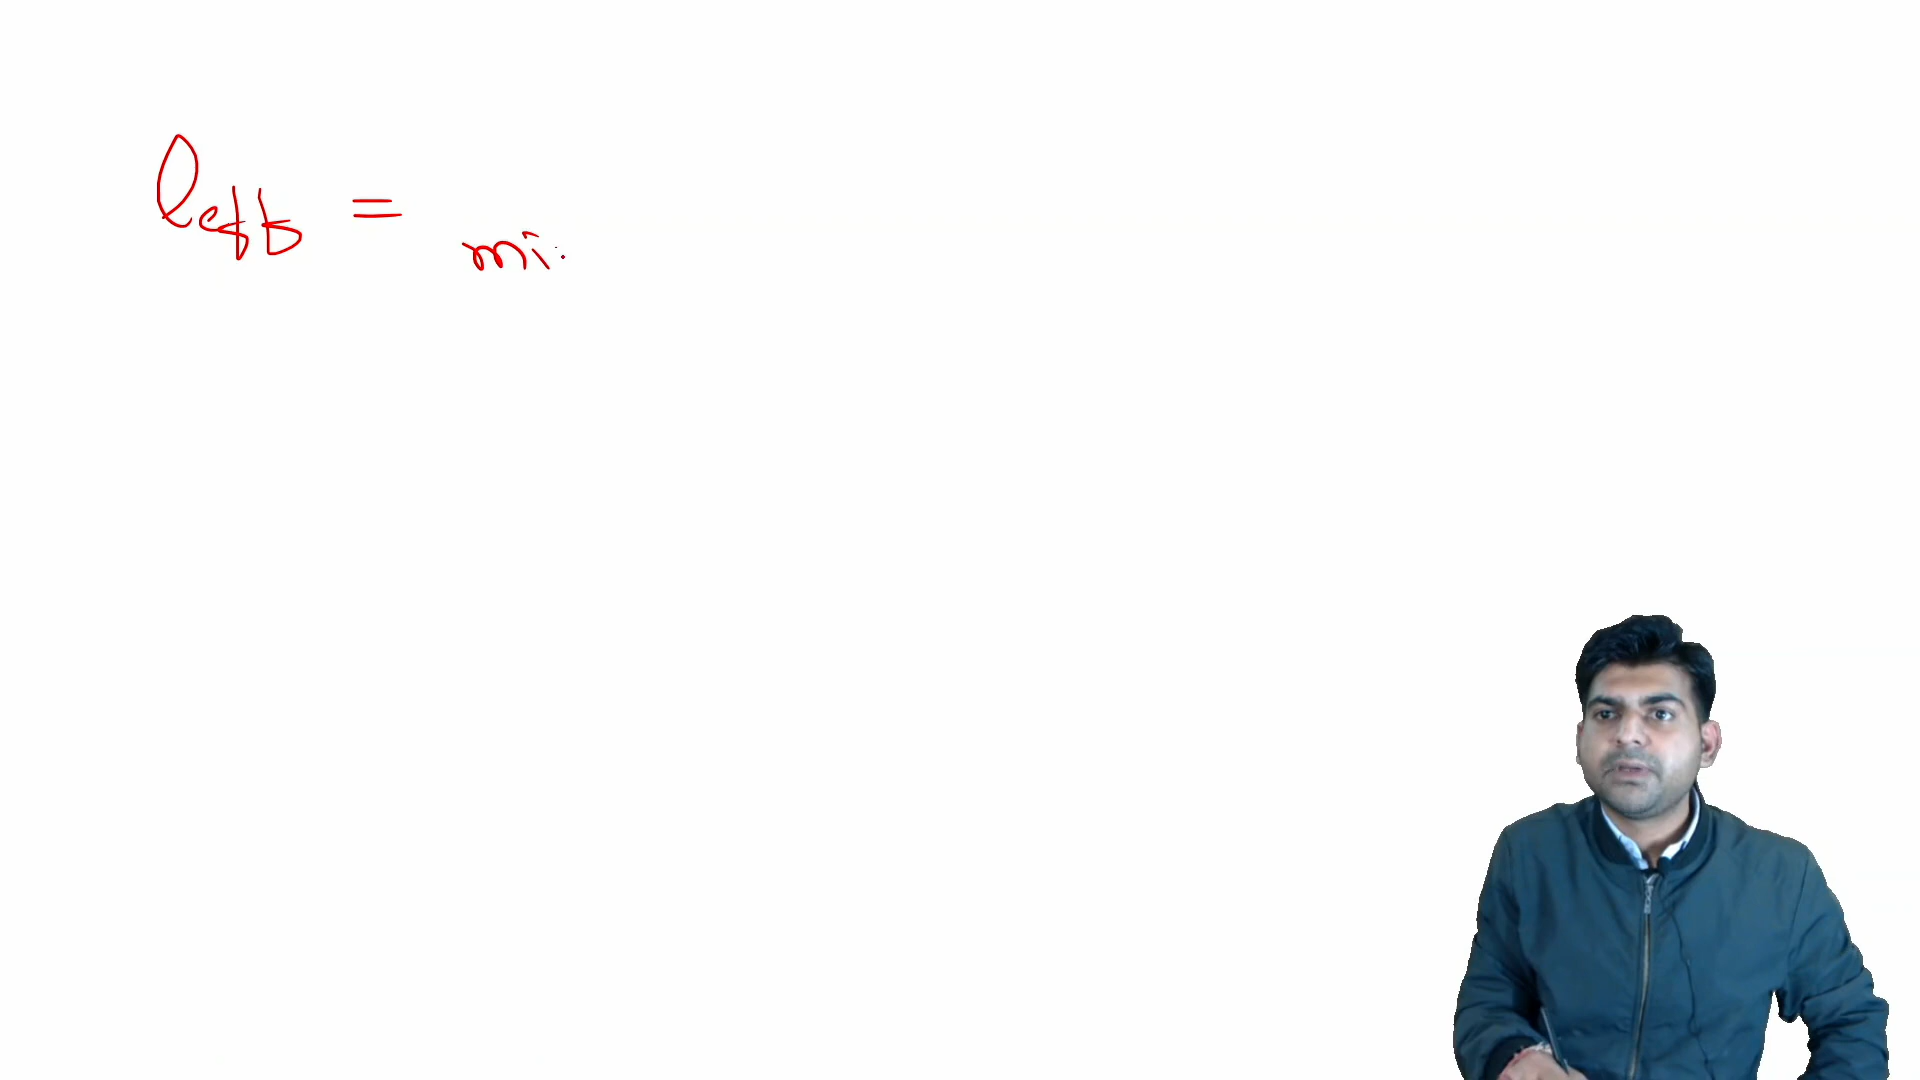 leff =
mi